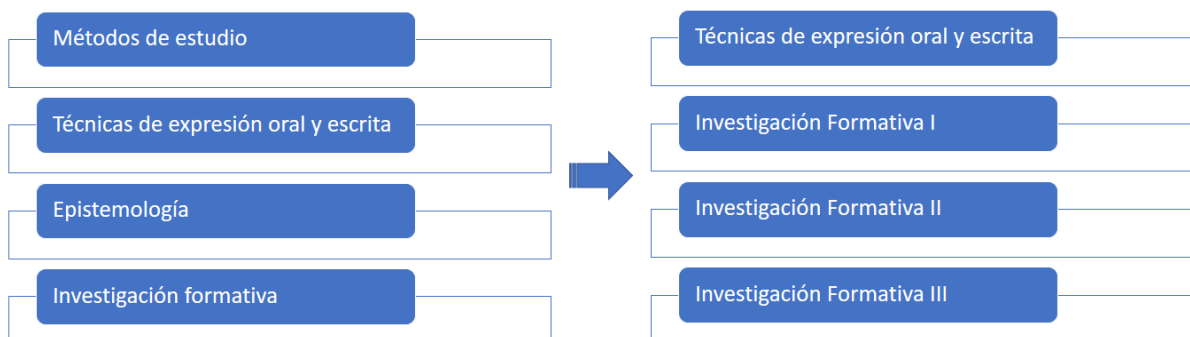 Métodos de estudio
Técnicas de expresión oral y escrita
Epistemología
Investigación formativa
Técnicas de expresión oral y escrita
Investigación Formativa I
Investigación Formativa II
Investigación Formativa III